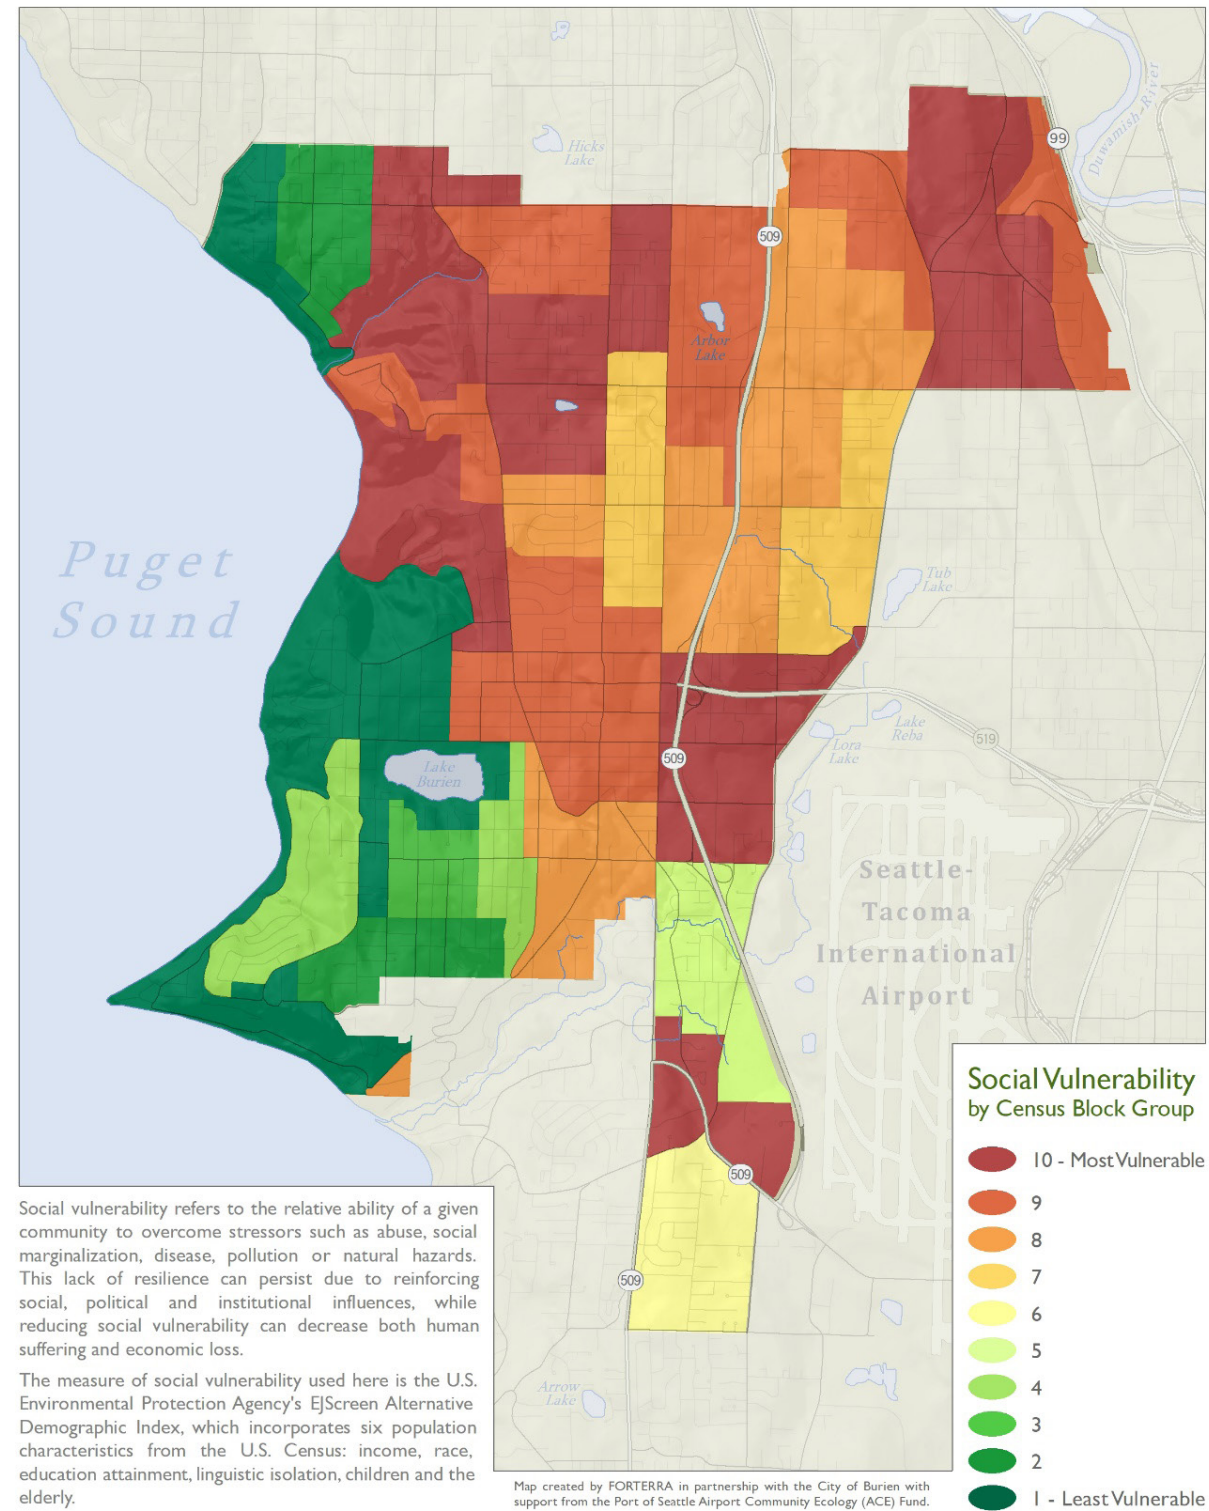 Hicks
Lake
99
Duwamish River
509
Arbor
Lake
Puget
Sound
Tub
Lake
Lake
Reba
Lora
Lake
519
509
Lake
Burien
Seattle-
Tacoma
International
Airport
509
509
Arrow
Lake
Social Vulnerability
by Census Block Group
10 - Most Vulnerable
9
8
7
6
5
4
3
2
1 - Least Vulnerable
Social vulnerability refers to the relative ability of a given
community to overcome stressors such as abuse, social
marginalization, disease, pollution or natural hazards.
This lack of resilience can persist due to reinforcing
social, political and institutional influences, while
reducing social vulnerability can decrease both human
suffering and economic loss.
The measure of social vulnerability used here is the U.S.
Environmental Protection Agency's EJScreen Alternative
Demographic Index, which incorporates six population
characteristics from the U.S. Census: income, race,
education attainment, linguistic isolation, children and the
elderly.
Map created by FORTERRA in partnership with the City of Burien with
support from the Port of Seattle Airport Community Ecology (ACE) Fund.